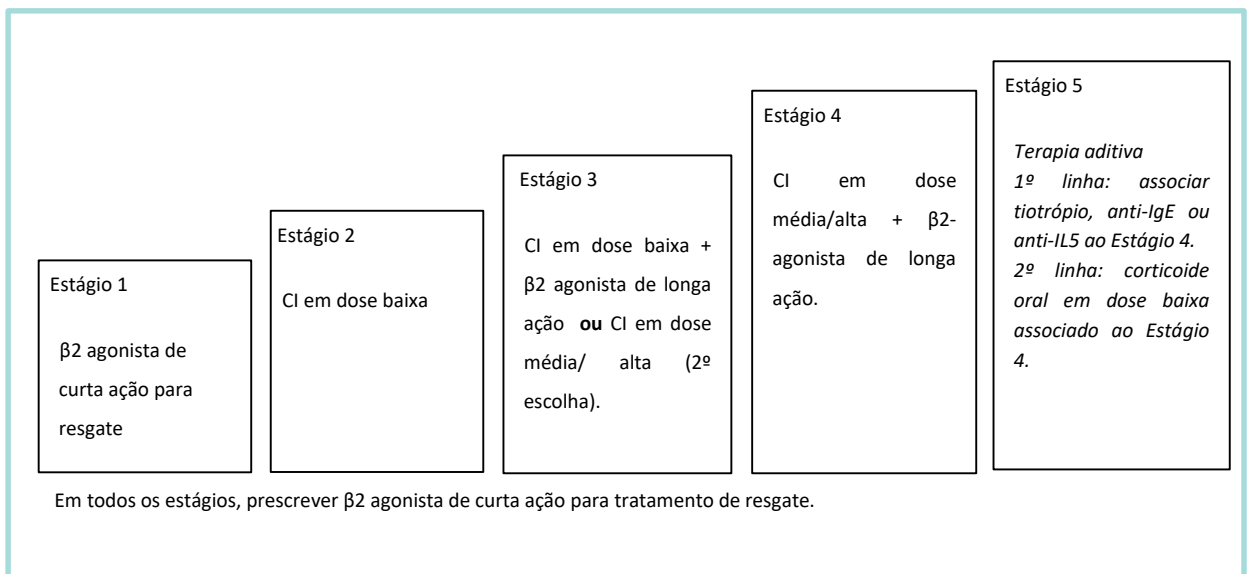 Estágio 1
β2 agonista de
curta ação para
resgate
Estágio 2
CI em dose baixa
Estágio 3
CI em dose baixa +
β2 agonista de longa
ação ou CI em dose
média/ alta (2º
escolha).
Estágio 4
CI em dose
média/alta + β2-
agonista de longa
ação.
Estágio 5
Terapia aditiva
1º linha: associar
tiotrópio, anti-IgE ou
anti-IL5 ao Estágio 4.
2º linha: corticoide
oral em dose baixa
associado ao Estágio
4.
Em todos os estágios, prescrever β2 agonista de curta ação para tratamento de resgate.